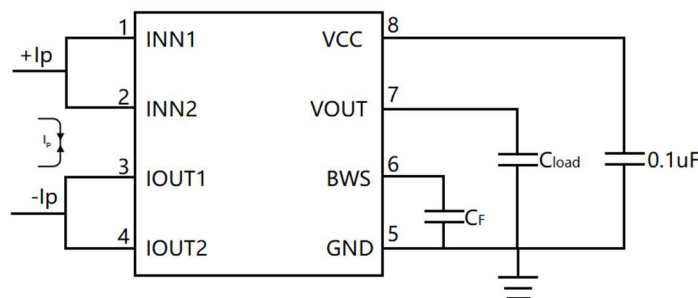 1 INN1 VCC 8
+Ip
2 INN2 VOUT 7
Ip
3 IOUT1 BWS 6
Cload 0.1uF
-Ip
CF
4 IOUT2 GND 5